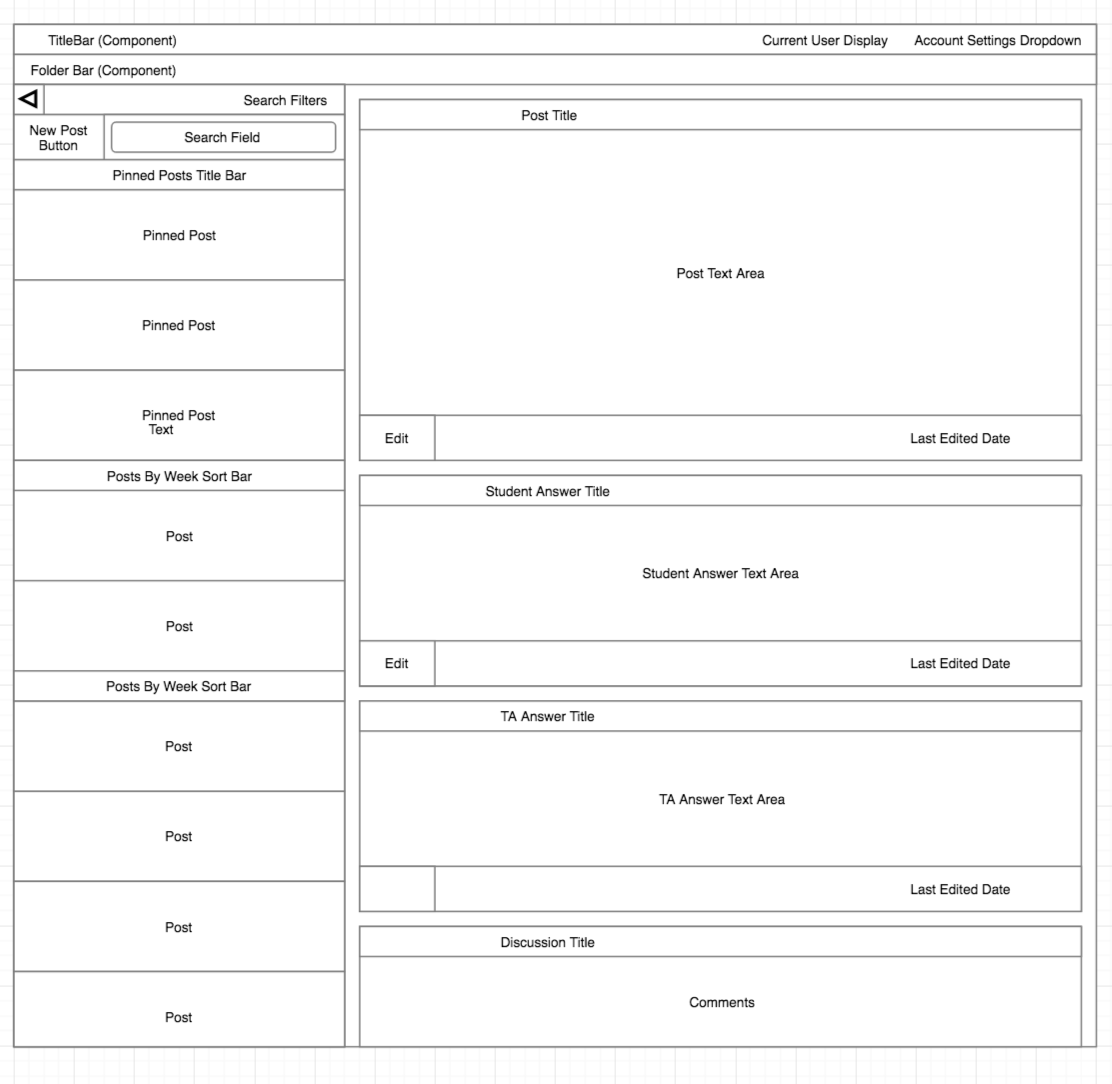 TitleBar (Component)
Current User Display
Account Settings Dropdown
Folder Bar (Component)
Search Filters
New Post
Button
Search Field
Pinned Posts Title Bar
Pinned Post
Pinned Post
Pinned Post
Text
Posts By Week Sort Bar
Post
Post
Posts By Week Sort Bar
Post
Post
Post
Post
Post Title
Post Text Area
Edit
Last Edited Date
Student Answer Title
Student Answer Text Area
Edit
Last Edited Date
TA Answer Title
TA Answer Text Area
Last Edited Date
Discussion Title
Comments